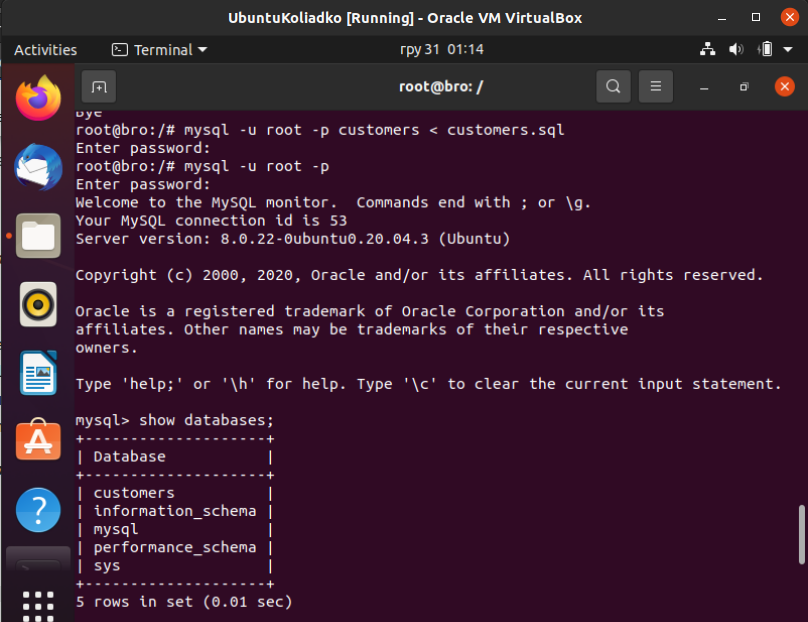 UbuntuKoliadko [Running] - Oracle VM VirtualBox
Activities Terminal гру 31 01:14
root@bro: /
Bye
root@bro:/# mysql -u root -p customers < customers.sql
Enter password:
root@bro:/# mysql -u root -p
Enter password:
Welcome to the MySQL monitor.  Commands end with ; or \g.
Your MySQL connection id is 53
Server version: 8.0.22-0ubuntu0.20.04.3 (Ubuntu)
Copyright (c) 2000, 2020, Oracle and/or its affiliates. All rights reserved.
Oracle is a registered trademark of Oracle Corporation and/or its
affiliates. Other names may be trademarks of their respective
owners.
Type 'help;' or '\h' for help. Type '\c' to clear the current input statement.
mysql> show databases;
+--------------------+
| Database           |
+--------------------+
| customers          |
| information_schema |
| mysql              |
| performance_schema |
| sys                |
+--------------------+
5 rows in set (0.01 sec)